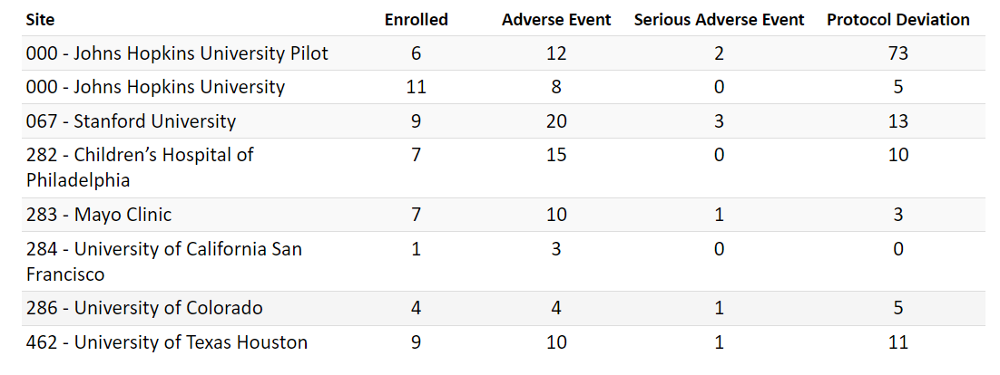 Site Enrolled Adverse Event Serious Adverse Event Protocol Deviation
000 - Johns Hopkins University Pilot 6 12 2 73
000 - Johns Hopkins University 11 8 0 5
067 - Stanford University 9 20 3 13
282 - Children’s Hospital of 7 15 0 10
Philadelphia
283 - Mayo Clinic 7 10 1 3
284 - University of California San 1 3 0 0
Francisco
286 - University of Colorado 4 4 1 5
462 - University of Texas Houston 9 10 1 11